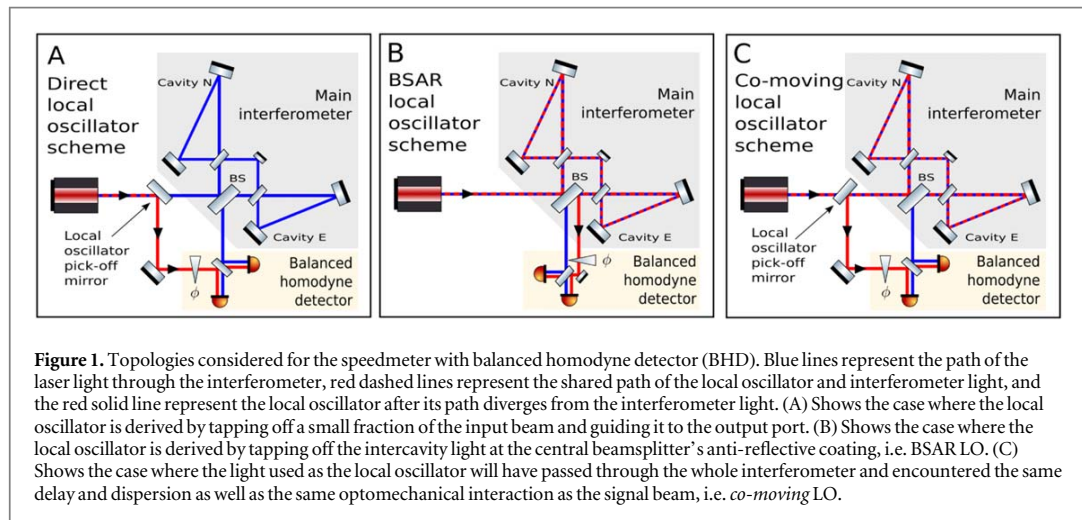 A
Direct
local
oscillator
scheme
Cavity N
Main
interferometer
BS
Cavity E
Local
oscillator
pick-off
mirror
ϕ
Balanced
homodyne
detector
B
BSAR
local
oscillator
scheme
Cavity N
Main
interferometer
BS
Cavity E
ϕ
Balanced
homodyne
detector
C
Co-moving
local
oscillator
scheme
Cavity N
Main
interferometer
BS
Cavity E
Local
oscillator
pick-off
mirror
ϕ
Balanced
homodyne
detector
Figure 1. Topologies considered for the speedmeter with balanced homodyne detector (BHD). Blue lines represent the path of the
laser light through the interferometer, red dashed lines represent the shared path of the local oscillator and interferometer light, and
the red solid line represent the local oscillator after its path diverges from the interferometer light. (A) Shows the case where the local
oscillator is derived by tapping off a small fraction of the input beam and guiding it to the output port. (B) Shows the case where the
local oscillator is derived by tapping off the intercavity light at the central beamsplitter's anti-reflective coating, i.e. BSAR LO. (C)
Shows the case where the light used as the local oscillator will have passed through the whole interferometer and encountered the same
delay and dispersion as well as the same optomechanical interaction as the signal beam, i.e. co-moving LO.